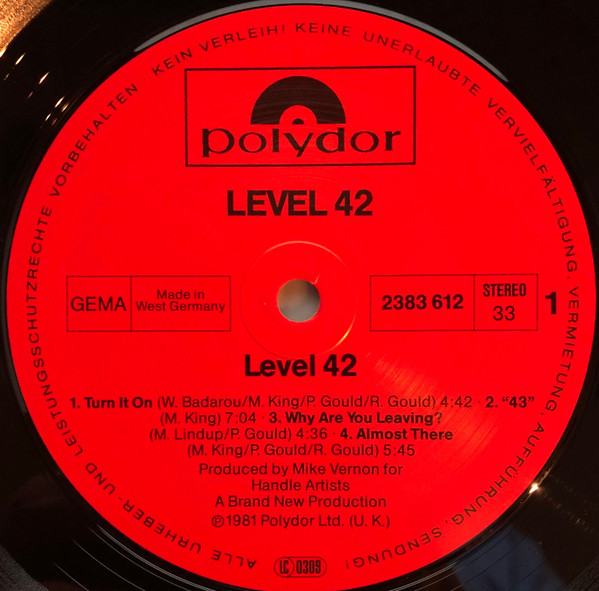 ALLE URHEBER- UND LEISTUNGSSCHUTZRECHTE VORBEHALTEN KEIN VERLEIH! KEINE UNERLAUBTE VERVIELFÄLTIGUNG, VERMIETUNG, AUFFÜHRUNG, SENDUNG!
polydor
LEVEL 42
GEMA
Made in
West Germany
2383 612
STEREO
33
1
Level 42
1. Turn It On (W. Badarou/M. King/P. Gould/R. Gould) 4:42 · 2. “43”
(M. King) 7:04 · 3. Why Are You Leaving?
(M. Lindup/P. Gould) 4:36 · 4. Almost There
(M. King/P. Gould/R. Gould) 5:45
Produced by Mike Vernon for
Handle Artists
A Brand New Production
℗1981 Polydor Ltd. (U.K.)
LC 0309